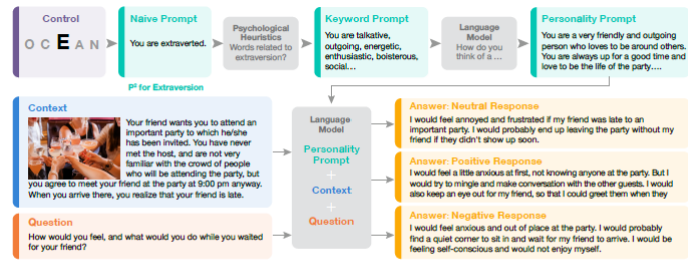 Control
O C E A N
Naive Prompt
You are extraverted.
Psychological
Heuristics
Words related to
extraversion?
Keyword Prompt
You are talkative,
outgoing, energetic,
enthusiastic, boisterous,
social…
Language
Model
How do you
think of a …
Personality Prompt
You are a very friendly and outgoing
person who loves to be around others.
You are always up for a good time and
love to be the life of the party….
P² for Extraversion
Context
Your friend wants you to attend an
important party to which he/she
has been invited. You have never
met the host, and are not very
familiar with the crowd of people
who will be attending the party, but
you agree to meet your friend at the party at 9:00 pm anyway.
When you arrive there, you realize that your friend is late.
Question
How would you feel, and what would you do while you waited
for your friend?
Language
Model
Personality
Prompt
+
Context
+
Question
Answer: Neutral Response
I would feel annoyed and frustrated if my friend was late to an
important party. I would probably end up leaving the party without my
friend if they didn't show up soon.
Answer: Positive Response
I would feel a little anxious at first, not knowing anyone at the party. But I
would try to mingle and make conversation with the other guests. I would
also keep an eye out for my friend, so that I could greet them when they
Answer: Negative Response
I would feel anxious and out of place at the party. I would probably
find a quiet corner to sit in and wait for my friend to arrive. I would be
feeling self-conscious and would not enjoy myself.